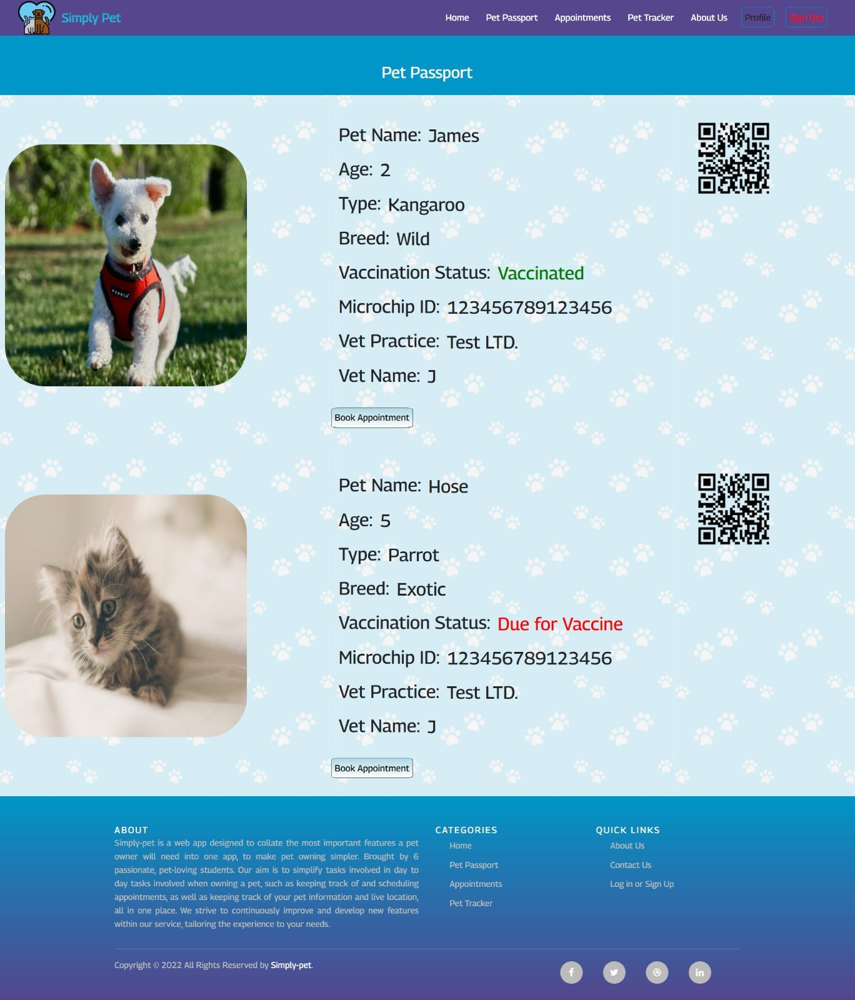 Simply Pet
Home Pet Passport Appointments Pet Tracker About Us Profile Sign Out
Pet Passport
Pet Name: James
Age: 2
Type: Kangaroo
Breed: Wild
Vaccination Status: Vaccinated
Microchip ID: 123456789123456
Vet Practice: Test LTD.
Vet Name: J
Book Appointment
Pet Name: Hose
Age: 5
Type: Parrot
Breed: Exotic
Vaccination Status: Due for Vaccine
Microchip ID: 123456789123456
Vet Practice: Test LTD.
Vet Name: J
Book Appointment
ABOUT
Simply-pet is a web app designed to collate the most important features a pet
owner will need into one app, to make pet owning simpler. Brought by 6
passionate, pet-loving students. Our aim is to simplify tasks involved in day to
day tasks involved when owning a pet, such as keeping track of and scheduling
appointments, as well as keeping track of your pet information and live location,
all in one place. We strive to continuously improve and develop new features
within our service, tailoring the experience to your needs.
CATEGORIES
Home
Pet Passport
Appointments
Pet Tracker
QUICK LINKS
About Us
Contact Us
Log in or Sign Up
Copyright © 2022 All Rights Reserved by Simply-pet.